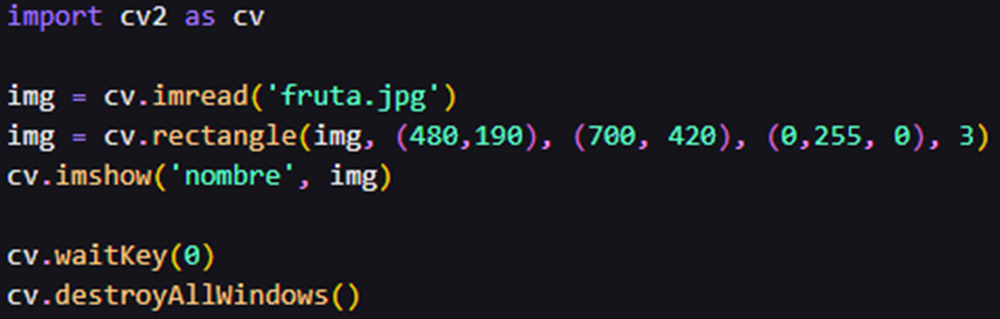 import cv2 as cv
img = cv.imread('fruta.jpg')
img = cv.rectangle(img, (480,190), (700, 420), (0,255, 0), 3)
cv.imshow('nombre', img)
cv.waitKey(0)
cv.destroyAllWindows()